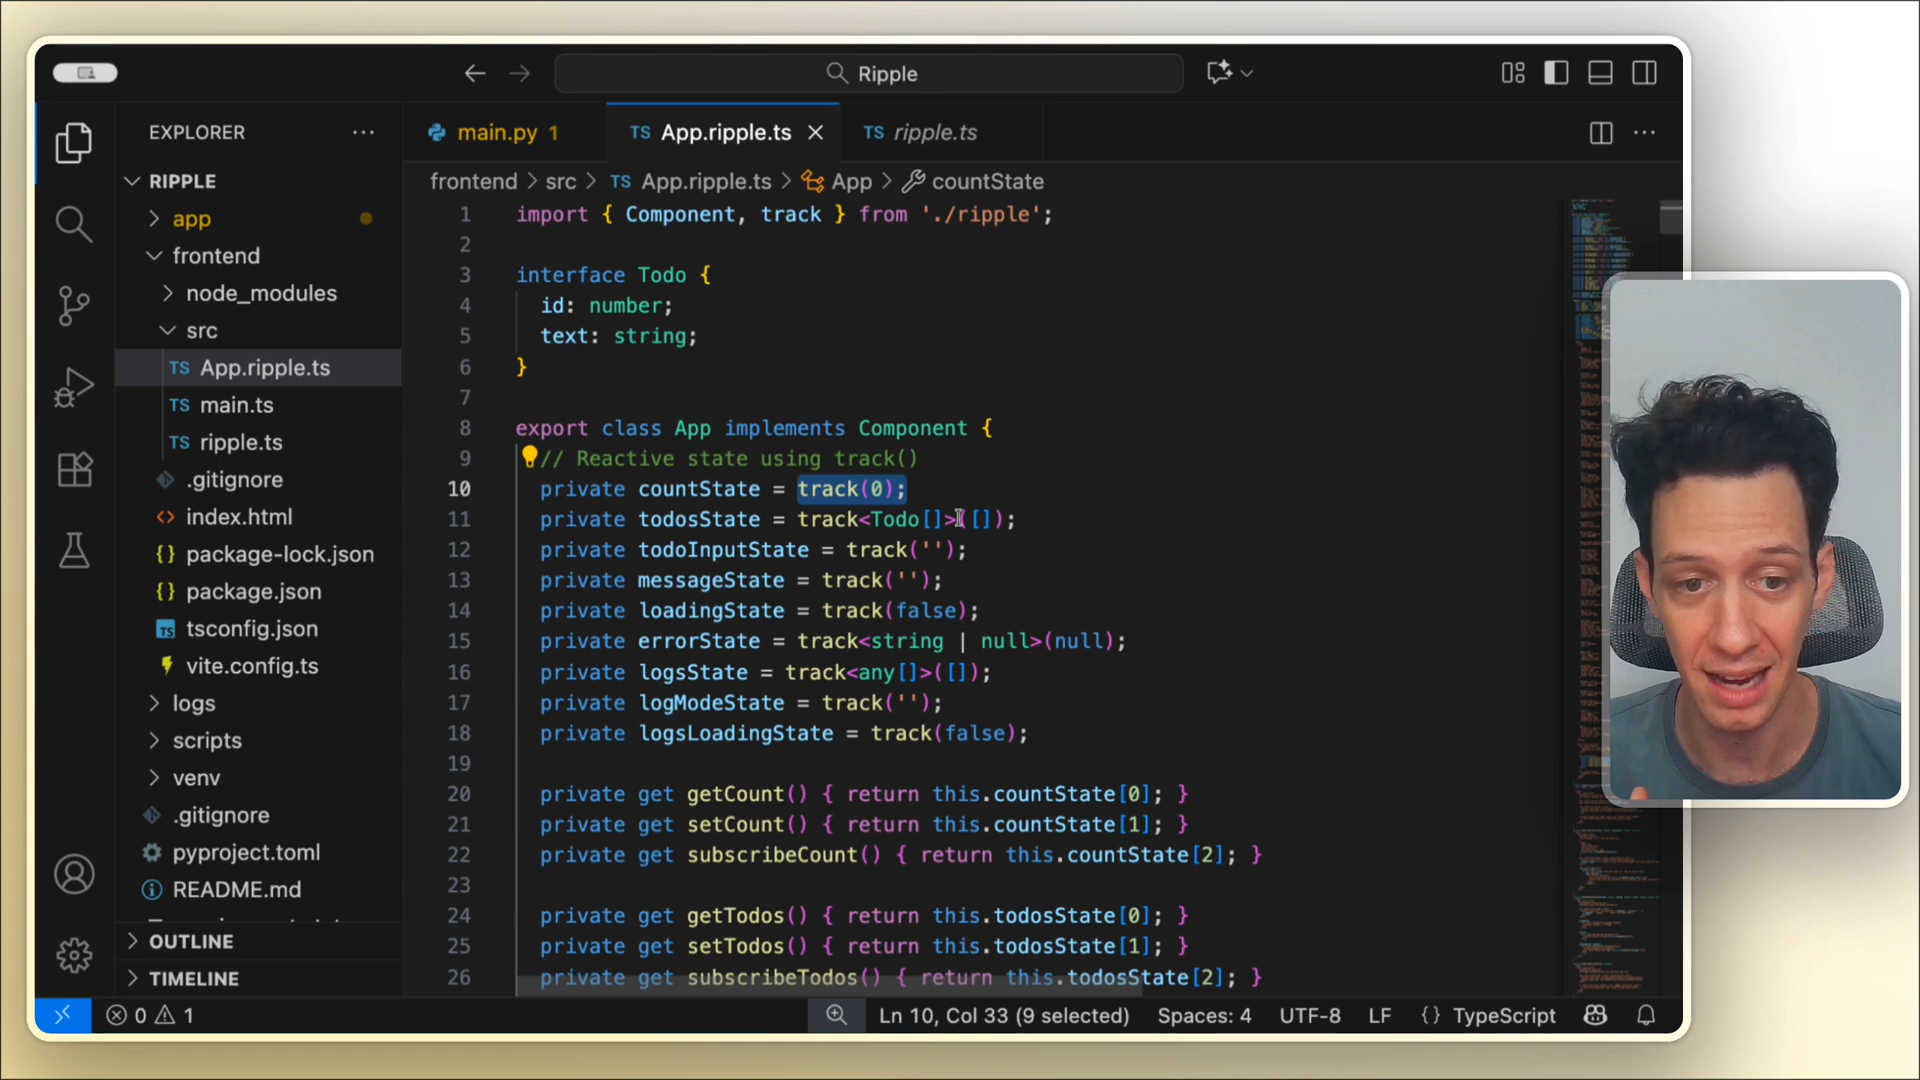 Ripple
EXPLORER
main.py 1
TS App.ripple.ts
TS ripple.ts
RIPPLE
frontend > src > TS App.ripple.ts > App > countState
app
frontend
node_modules
src
TS App.ripple.ts
TS main.ts
TS ripple.ts
.gitignore
index.html
{} package-lock.json
{} package.json
TS tsconfig.json
vite.config.ts
logs
scripts
venv
.gitignore
pyproject.toml
README.md
OUTLINE
TIMELINE
1 import { Component, track } from './ripple';
2
3 interface Todo {
4 id: number;
5 text: string;
6 }
7
8 export class App implements Component {
9 // Reactive state using track()
10 private countState = track(0);
11 private todosState = track<Todo[]>([]);
12 private todoInputState = track('');
13 private messageState = track('');
14 private loadingState = track(false);
15 private errorState = track<string | null>(null);
16 private logsState = track<any[]>([]);
17 private logModeState = track('');
18 private logsLoadingState = track(false);
19
20 private get getCount() { return this.countState[0]; }
21 private get setCount() { return this.countState[1]; }
22 private get subscribeCount() { return this.countState[2]; }
23
24 private get getTodos() { return this.todosState[0]; }
25 private get setTodos() { return this.todosState[1]; }
26 private get subscribeTodos() { return this.todosState[2]; }
0 1
Ln 10, Col 33 (9 selected)
Spaces: 4
UTF-8
LF
{} TypeScript